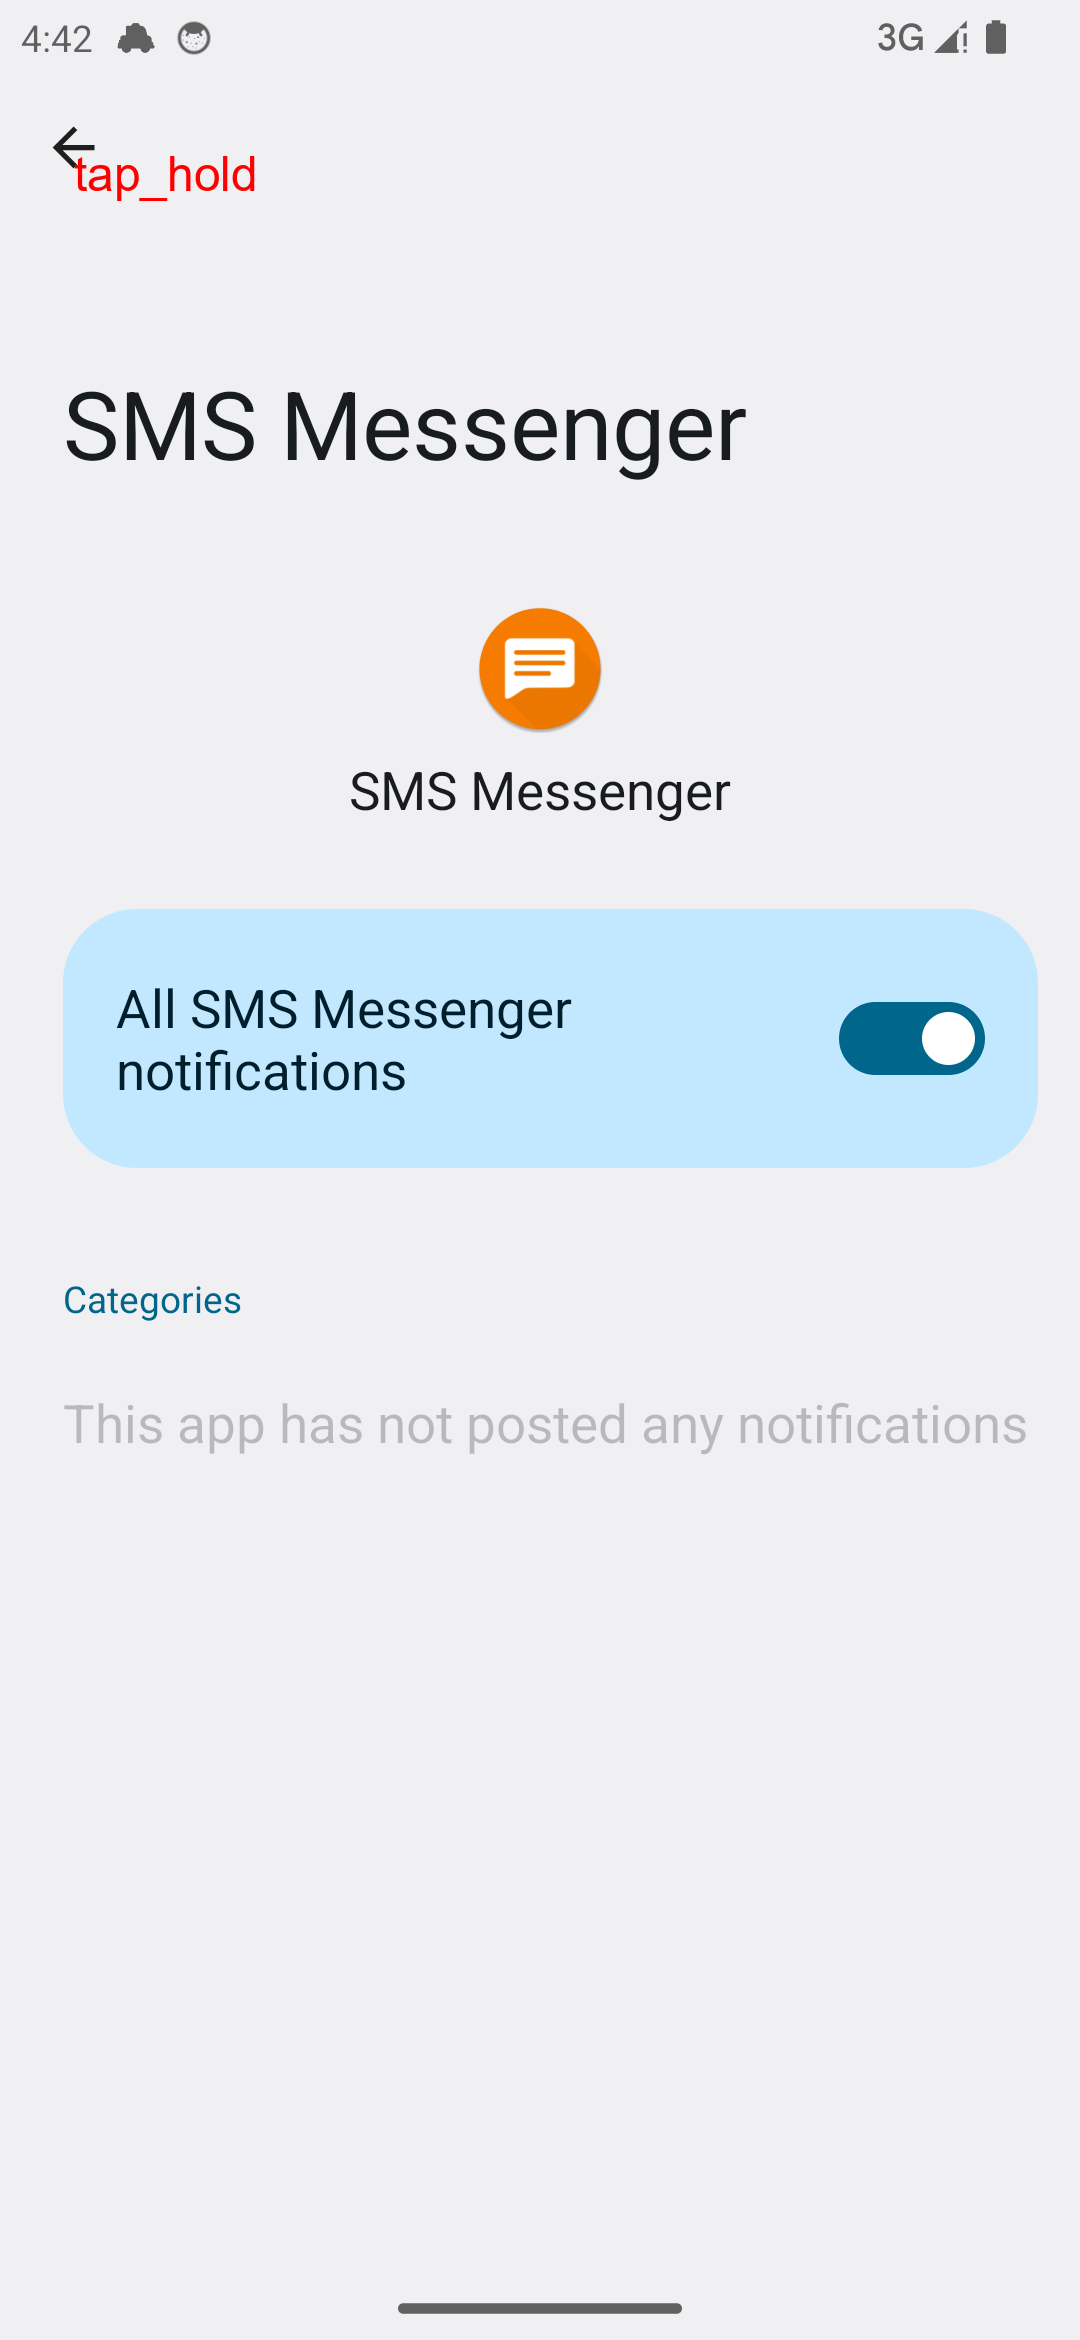 4:42
3G
tap_hold
SMS Messenger
SMS Messenger
All SMS Messenger
notifications
Categories
This app has not posted any notifications